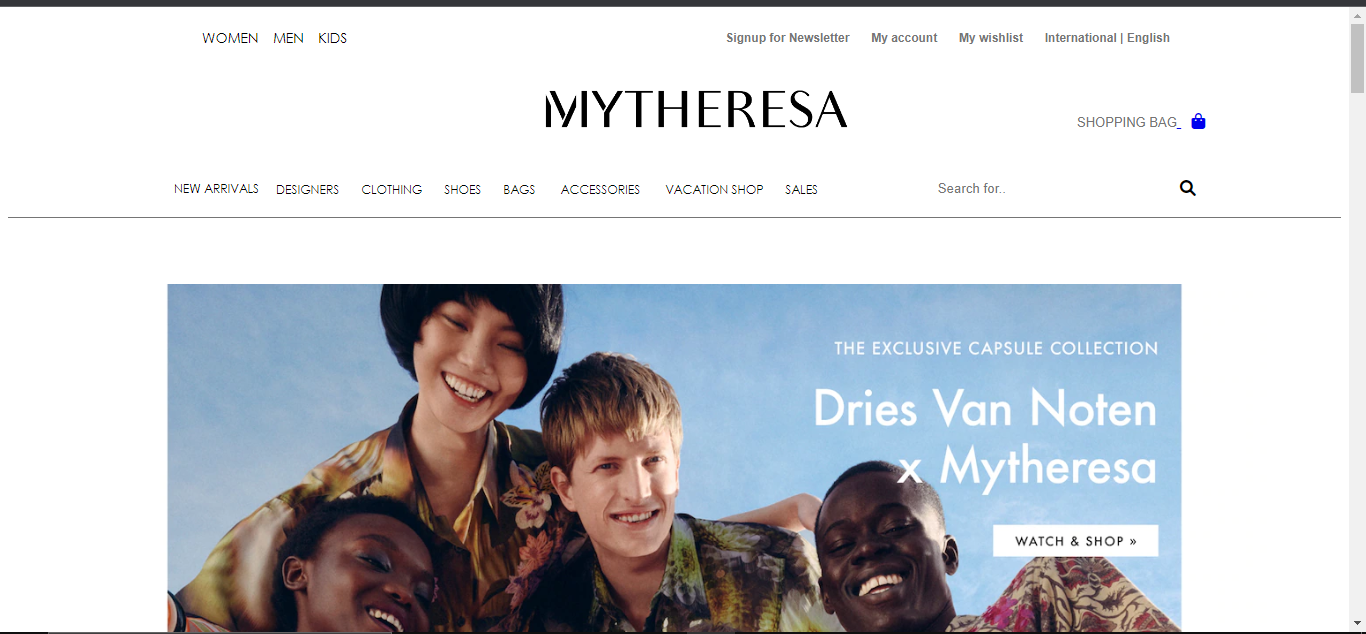 WOMEN MEN KIDS Signup for Newsletter My account My wishlist International | English
MYTHERESA
SHOPPING BAG
NEW ARRIVALS DESIGNERS CLOTHING SHOES BAGS ACCESSORIES VACATION SHOP SALES Search for..
THE EXCLUSIVE CAPSULE COLLECTION
Dries Van Noten
x Mytheresa
WATCH & SHOP »